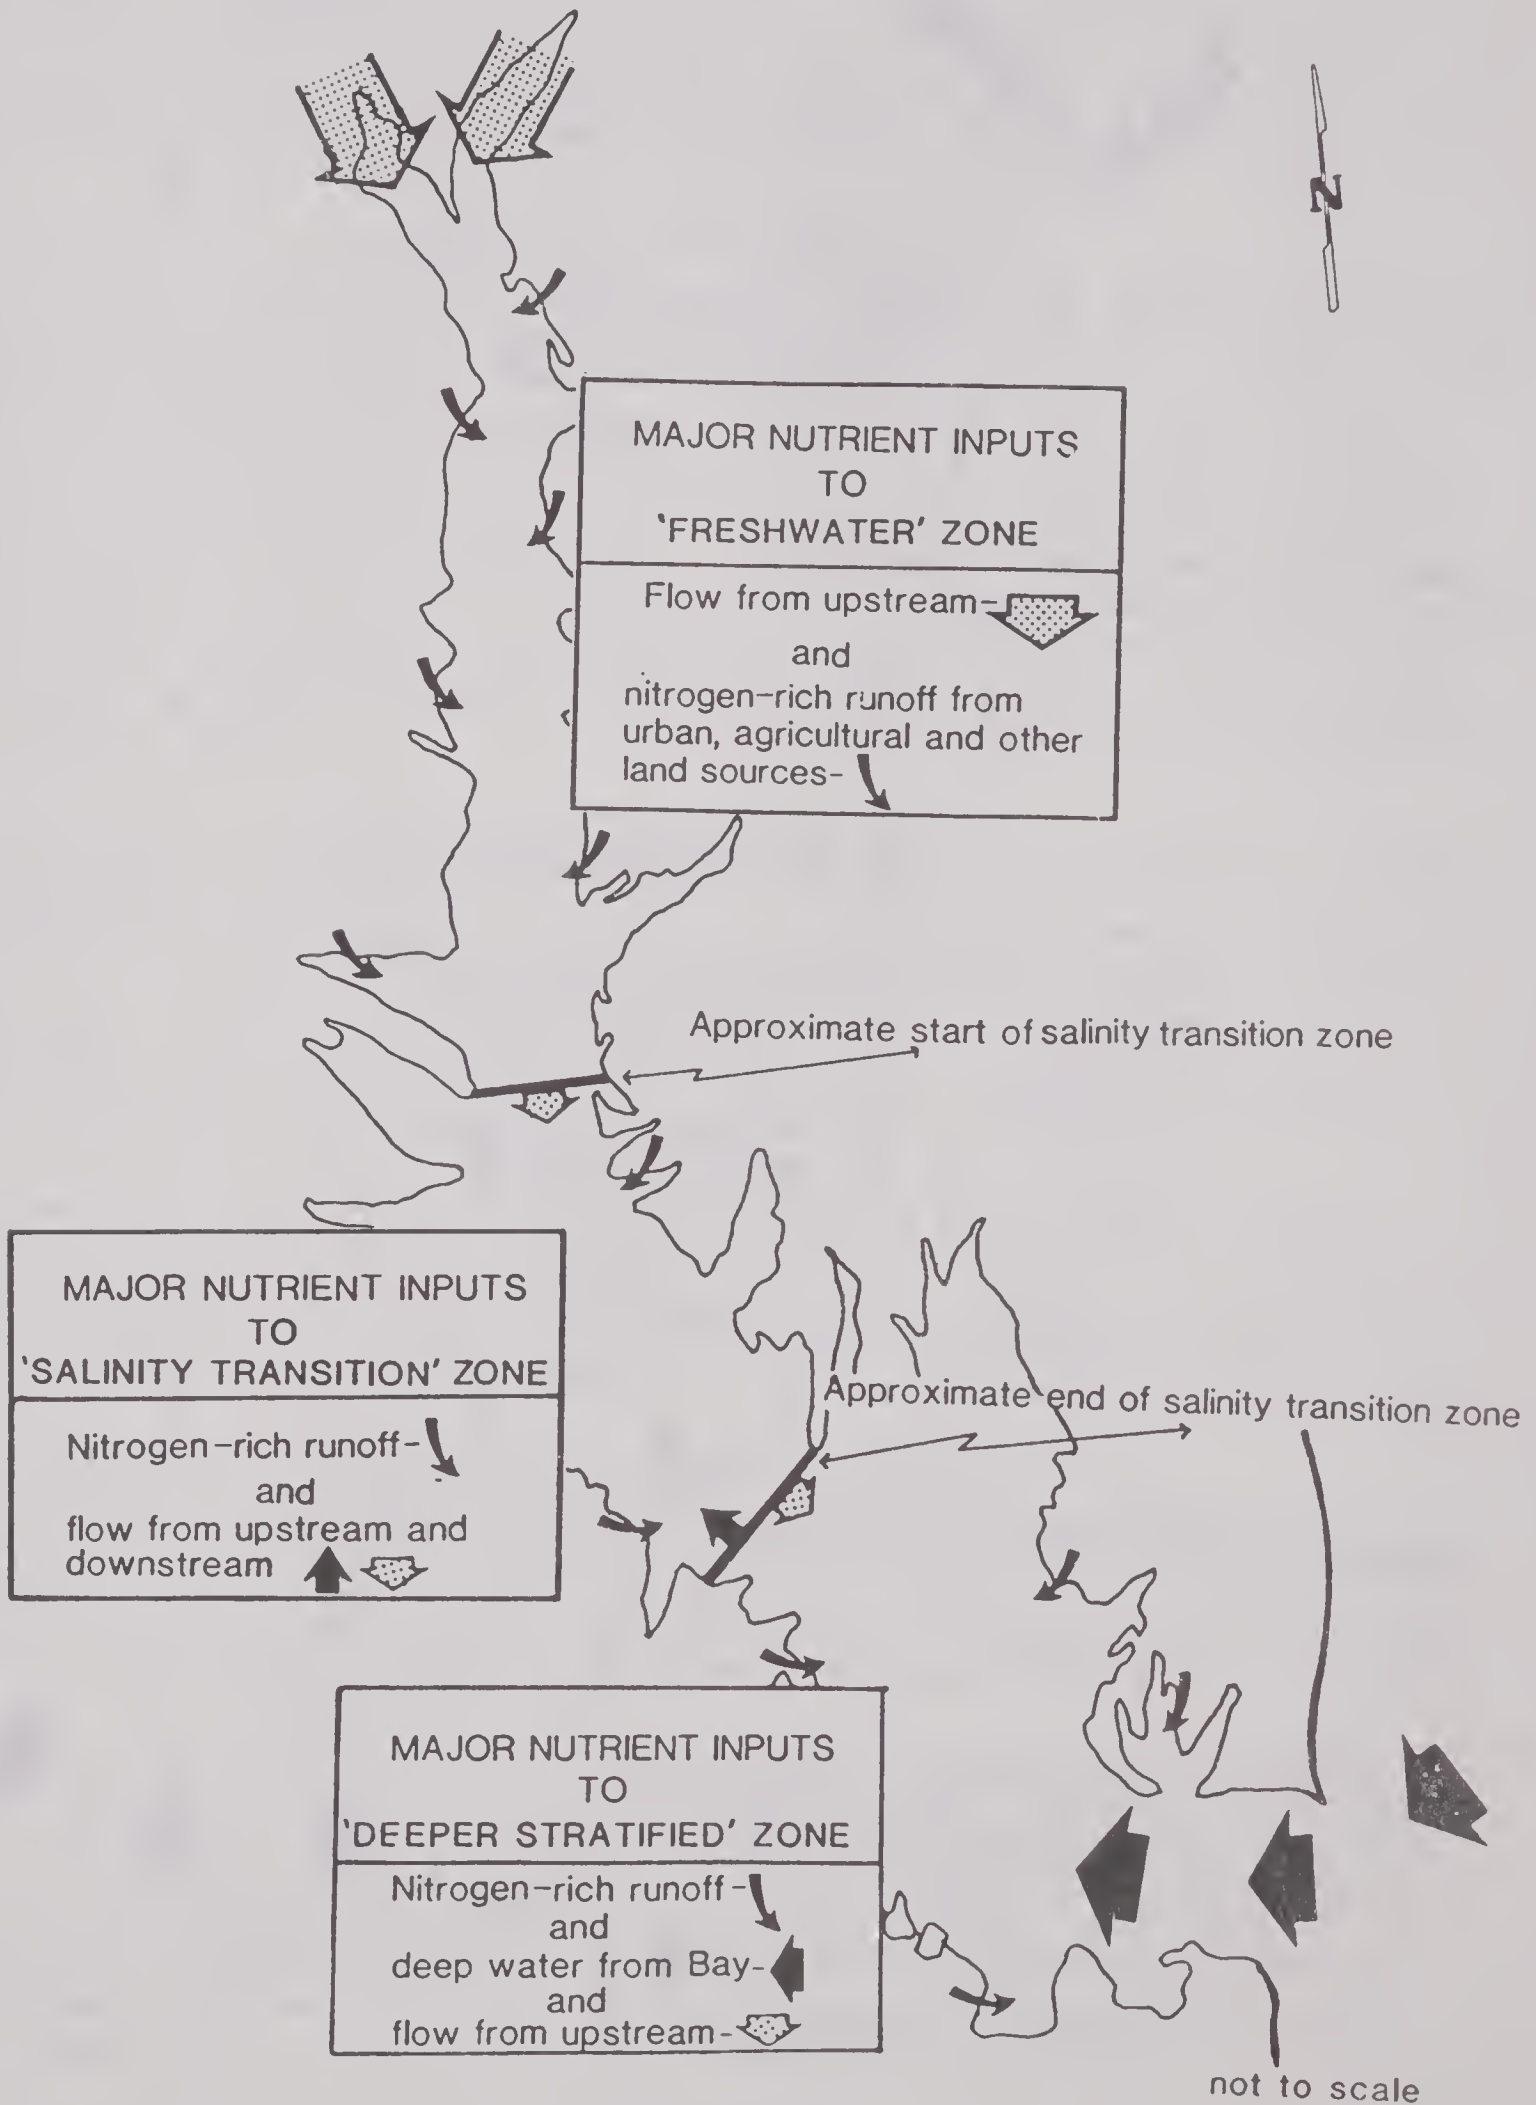 N
MAJOR NUTRIENT INPUTS
TO
'FRESHWATER' ZONE
Flow from upstream-
and
nitrogen-rich runoff from
urban, agricultural and other
land sources-
Approximate start of salinity transition zone
MAJOR NUTRIENT INPUTS
TO
'SALINITY TRANSITION' ZONE
Nitrogen-rich runoff-
and
flow from upstream and
downstream
Approximate end of salinity transition zone
MAJOR NUTRIENT INPUTS
TO
'DEEPER STRATIFIED' ZONE
Nitrogen-rich runoff-
and
deep water from Bay-
and
flow from upstream-
not to scale